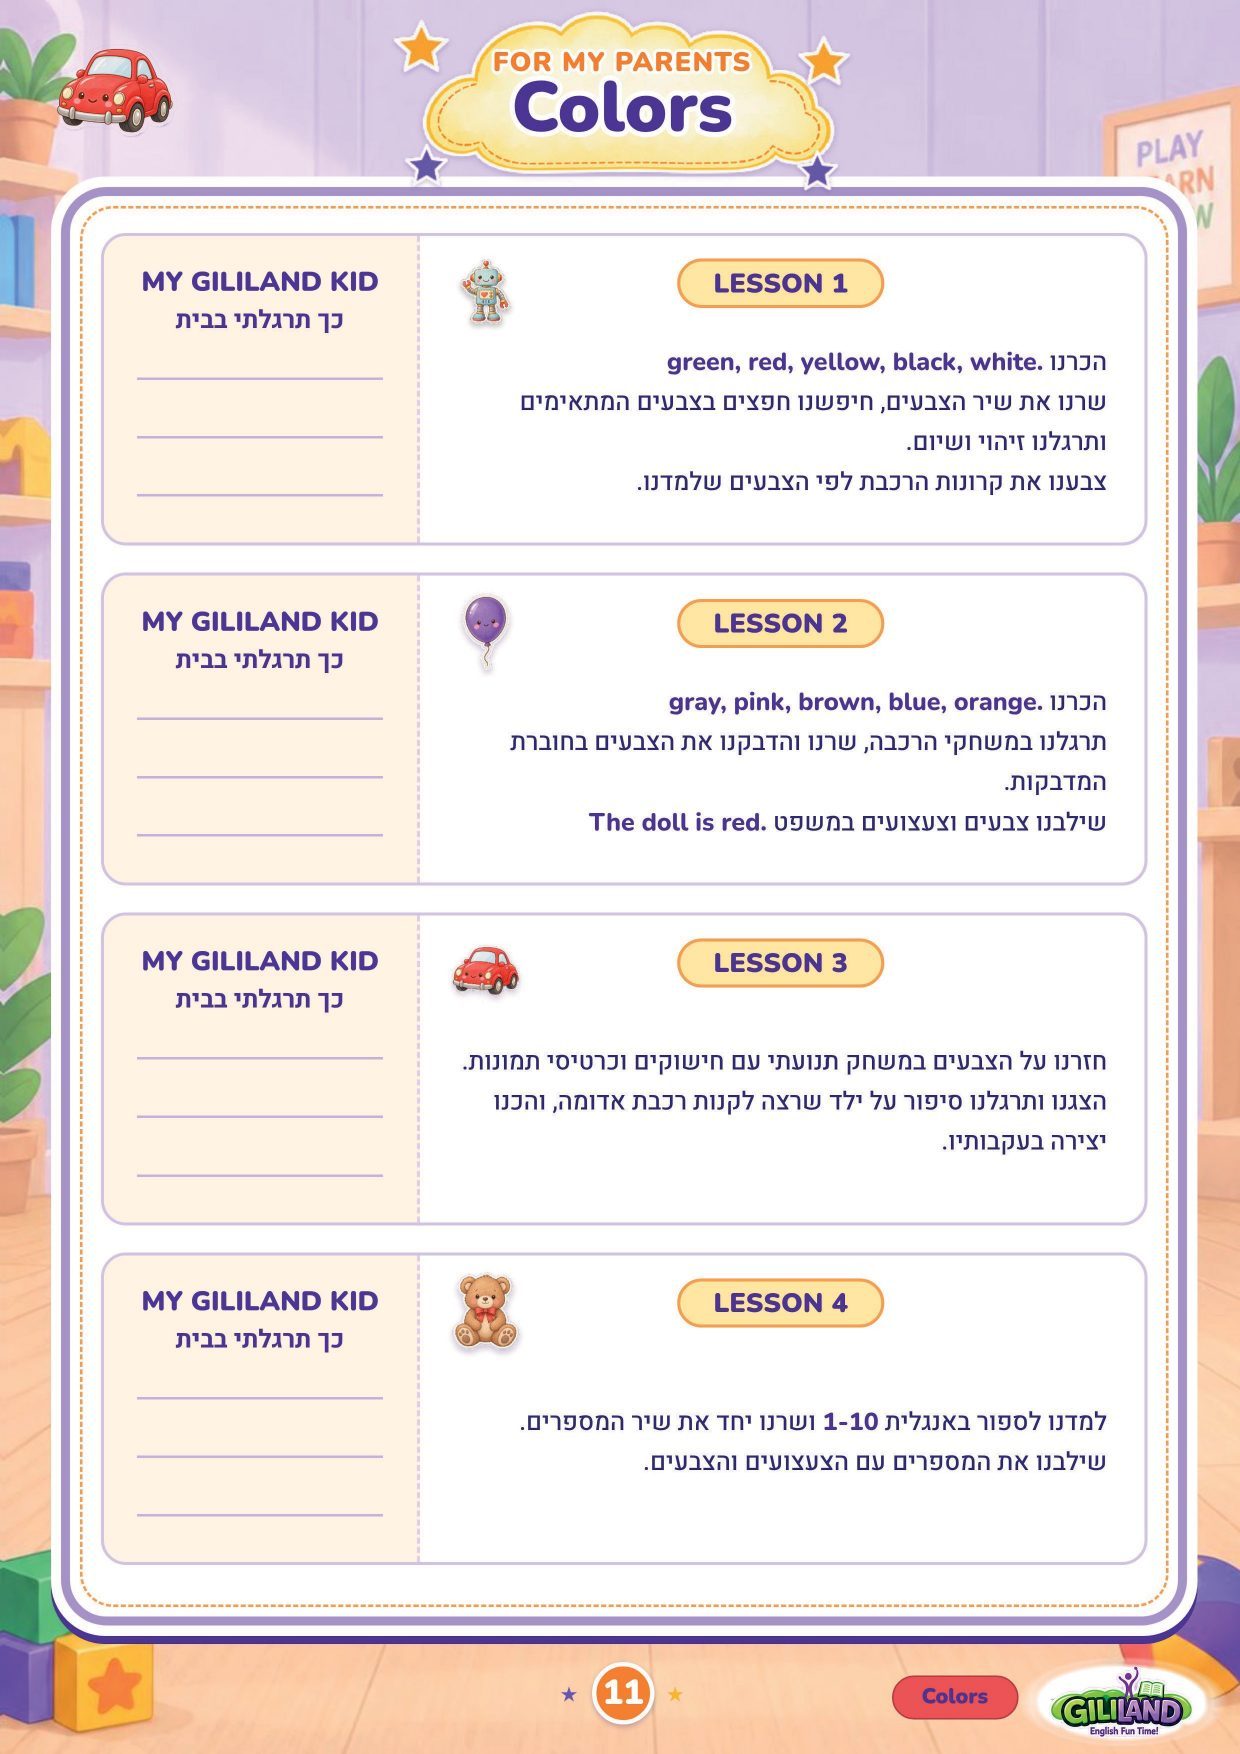 FOR MY PARENTS
Colors
PLAY
MY GILILAND KID
כך תרגלתי בבית
LESSON 1
הכרנו green, red, yellow, black, white.
שרנו את שיר הצבעים, חיפשנו חפצים בצבעים המתאימים
ותרגלנו זיהוי ושיום.
צבענו את קרונות הרכבת לפי הצבעים שלמדנו.
MY GILILAND KID
כך תרגלתי בבית
LESSON 2
הכרנו gray, pink, brown, blue, orange.
תרגלנו במשחקי הרכבה, שרנו והדבקנו את הצבעים בחוברת
המדבקות.
שילבנו צבעים וצעצועים במשפט The doll is red.
MY GILILAND KID
כך תרגלתי בבית
LESSON 3
חזרנו על הצבעים במשחק תנועתי עם חישוקים וכרטיסי תמונות.
הצגנו ותרגלנו סיפור על ילד שרצה לקנות רכבת אדומה, והכנו
יצירה בעקבותיו.
MY GILILAND KID
כך תרגלתי בבית
LESSON 4
למדנו לספור באנגלית 1-10 ושרנו יחד את שיר המספרים.
שילבנו את המספרים עם הצעצועים והצבעים.
11
Colors
GILILAND
English Fun Time!